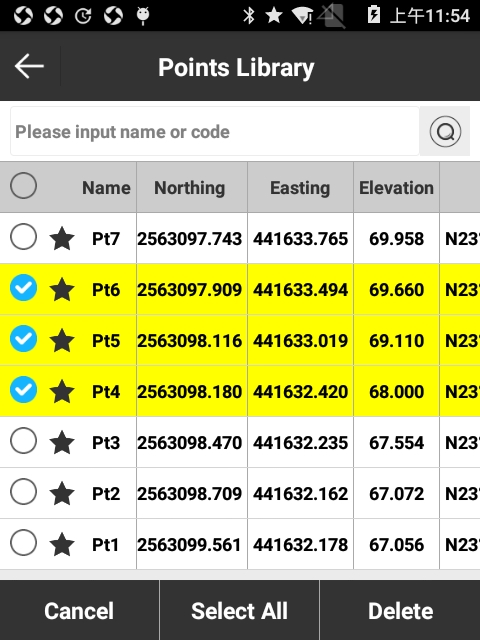 上午11:54
Points Library
Please input name or code
Name Northing Easting Elevation
Pt7 2563097.743 441633.765 69.958 N23°
Pt6 2563097.909 441633.494 69.660 N23°
Pt5 2563098.116 441633.019 69.110 N23°
Pt4 2563098.180 441632.420 68.000 N23°
Pt3 2563098.470 441632.235 67.554 N23°
Pt2 2563098.709 441632.162 67.072 N23°
Pt1 2563099.561 441632.178 67.056 N23°
Cancel Select All Delete